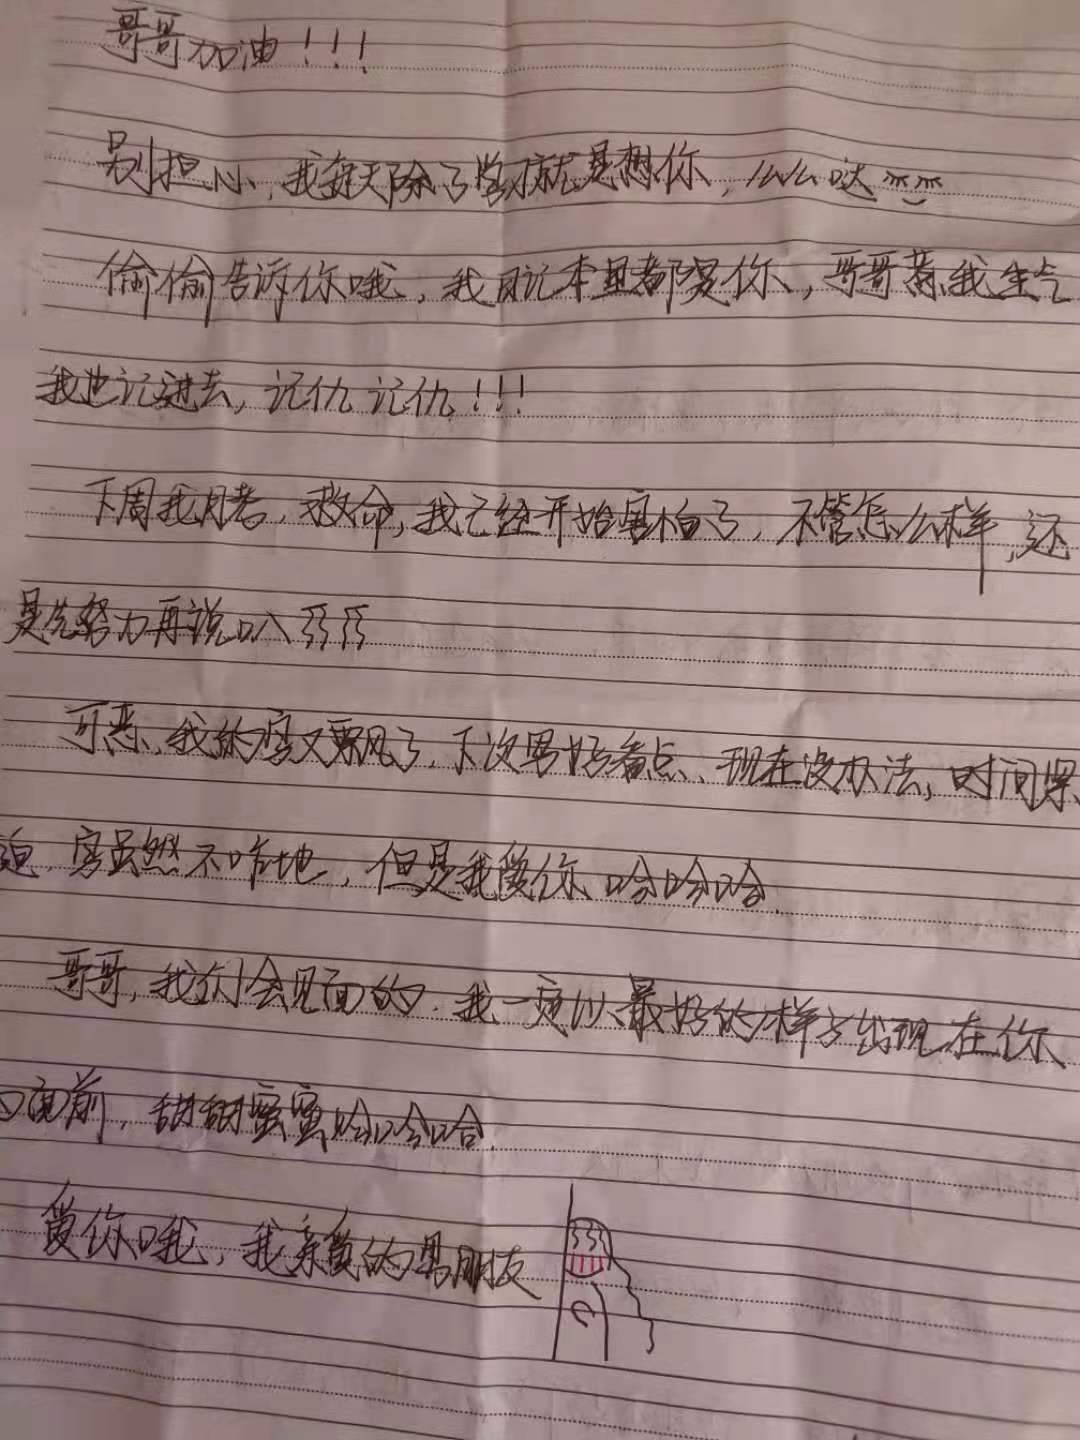 哥哥加油！！！
别担心，我每天除了学习就是想你，么么哒
偷偷告诉你哦，我日记本里都是你，哥哥惹我生气
我也记进去，记仇记仇！！！
下周我月考，救命，我已经开始害怕了，不管怎么样，还
是先努力再说叭
可恶，我的字又飘了，下次写好看点、现在没办法，时间紧
迫，字虽然不咋地，但是我爱你哈哈哈.
哥哥，我们会见面的.我一定以最好的样子出现在你
面前，甜甜蜜蜜哈哈哈.
爱你哦，我亲爱的男朋友